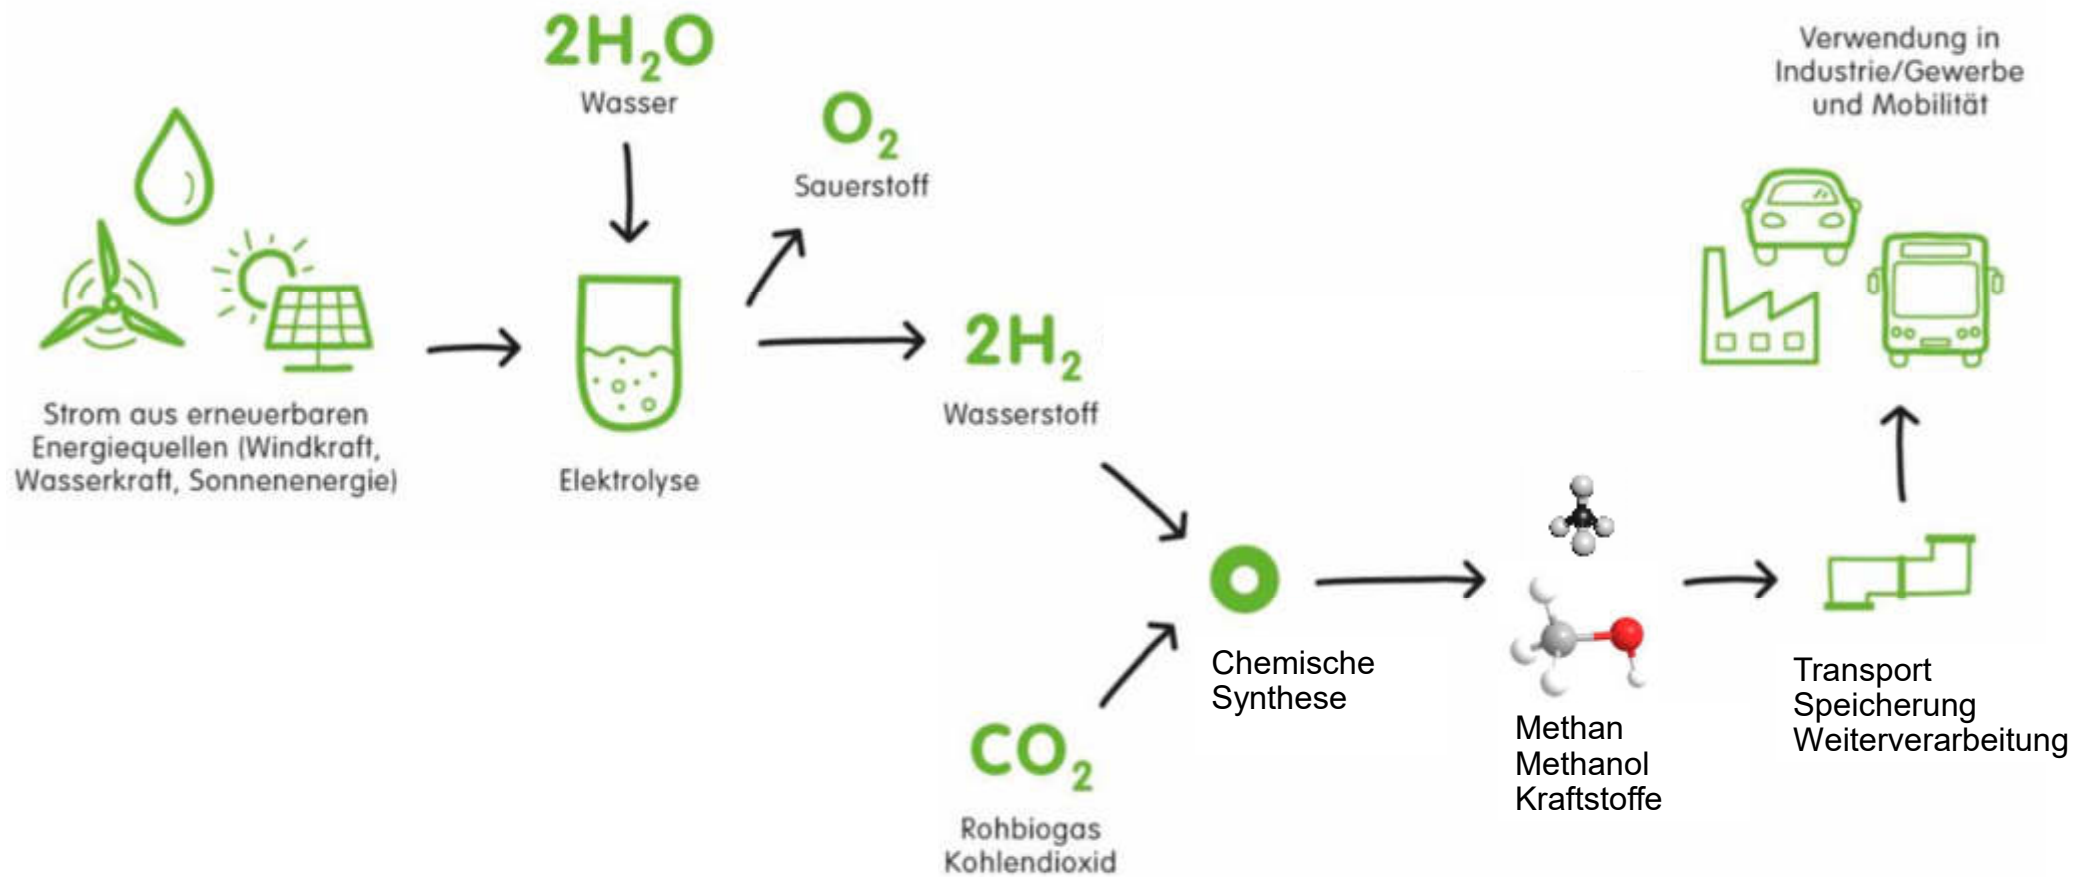 2H₂O
Wasser
O₂
Sauerstoff
Strom aus erneuerbaren
Energiequellen (Windkraft,
Wasserkraft, Sonnenenergie)
Elektrolyse
2H₂
Wasserstoff
CO₂
Rohbiogas
Kohlendioxid
Chemische
Synthese
Methan
Methanol
Kraftstoffe
Transport
Speicherung
Weiterverarbeitung
Verwendung in
Industrie/Gewerbe
und Mobilität